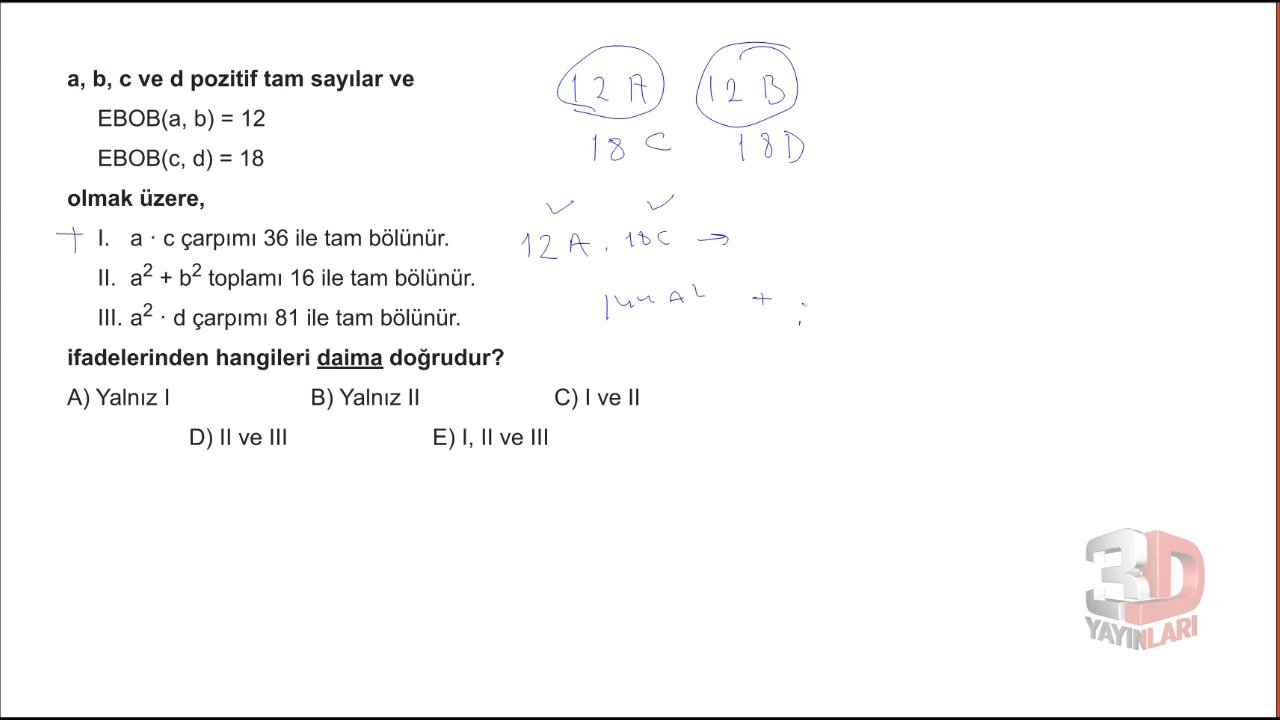 a, b, c ve d pozitif tam sayılar ve
EBOB(a, b) = 12
EBOB(c, d) = 18
olmak üzere,
I. a · c çarpımı 36 ile tam bölünür.
II. a² + b² toplamı 16 ile tam bölünür.
III. a² · d çarpımı 81 ile tam bölünür.
ifadelerinden hangileri daima doğrudur?
A) Yalnız I B) Yalnız II C) I ve II
D) II ve III E) I, II ve III
12A 12B
18C 18D
12A . 18C →
144A² +
3D
YAYINLARI